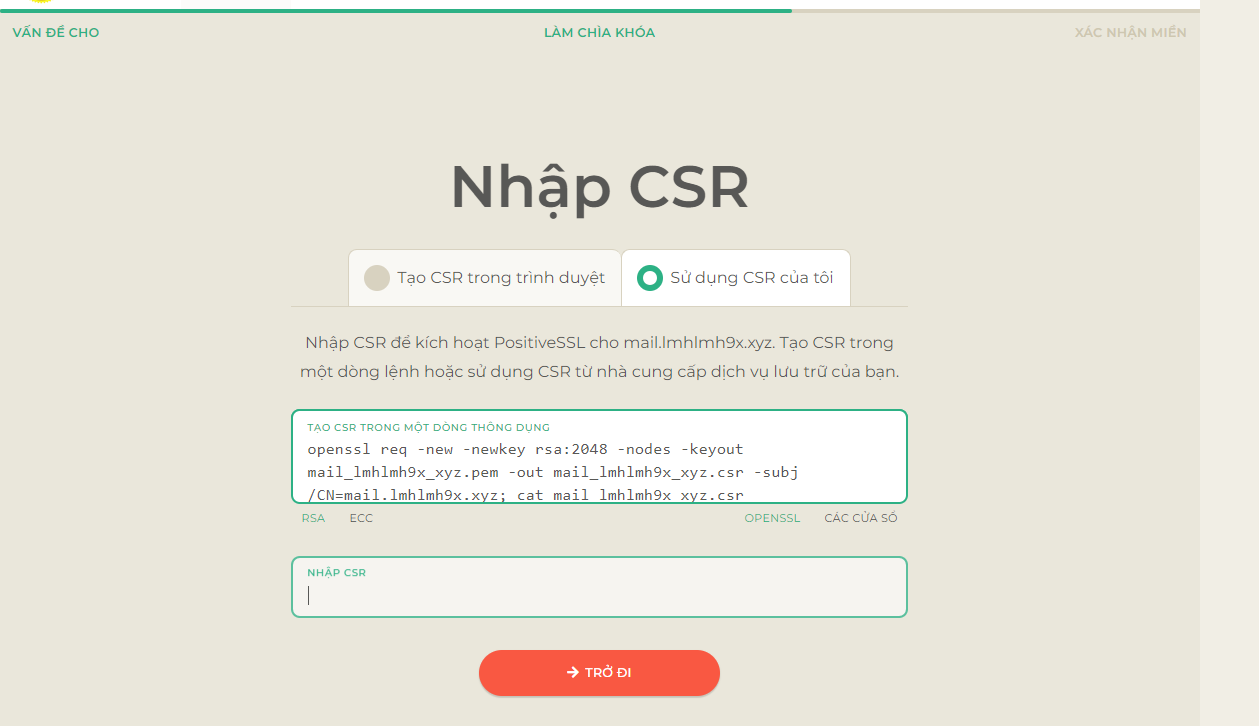 VẤN ĐỀ CHO
LÀM CHÌA KHÓA
XÁC NHẬN MIỀN
Nhập CSR
Tạo CSR trong trình duyệt
Sử dụng CSR của tôi
Nhập CSR để kích hoạt PositiveSSL cho mail.lmhlmh9x.xyz. Tạo CSR trong
một dòng lệnh hoặc sử dụng CSR từ nhà cung cấp dịch vụ lưu trữ của bạn.
TẠO CSR TRONG MỘT DÒNG THÔNG DỤNG
openssl req -new -newkey rsa:2048 -nodes -keyout
mail_lmhlmh9x_xyz.pem -out mail_lmhlmh9x_xyz.csr -subj
/CN=mail.lmhlmh9x.xyz; cat mail_lmhlmh9x_xyz.csr
RSA
ECC
OPENSSL
CÁC CỬA SỔ
NHẬP CSR
TRỞ ĐI